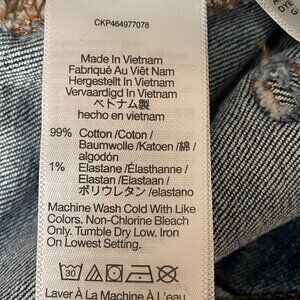 CKP464977078
Made In Vietnam
Fabriqué Au Viêt Nam
Hergestellt In Vietnam
Vervaardigd In Vietnam
ベトナム製
hecho en vietnam
99% Cotton /Coton /
Baumwolle /Katoen /綿 /
algodón
1% Elastane /Élasthanne /
Elastan /Elastaan /
ポリウレタン /elastano
Machine Wash Cold With Like
Colors. Non-Chlorine Bleach
Only. Tumble Dry Low. Iron
On Lowest Setting.
30
Laver À La Machine À L'eau